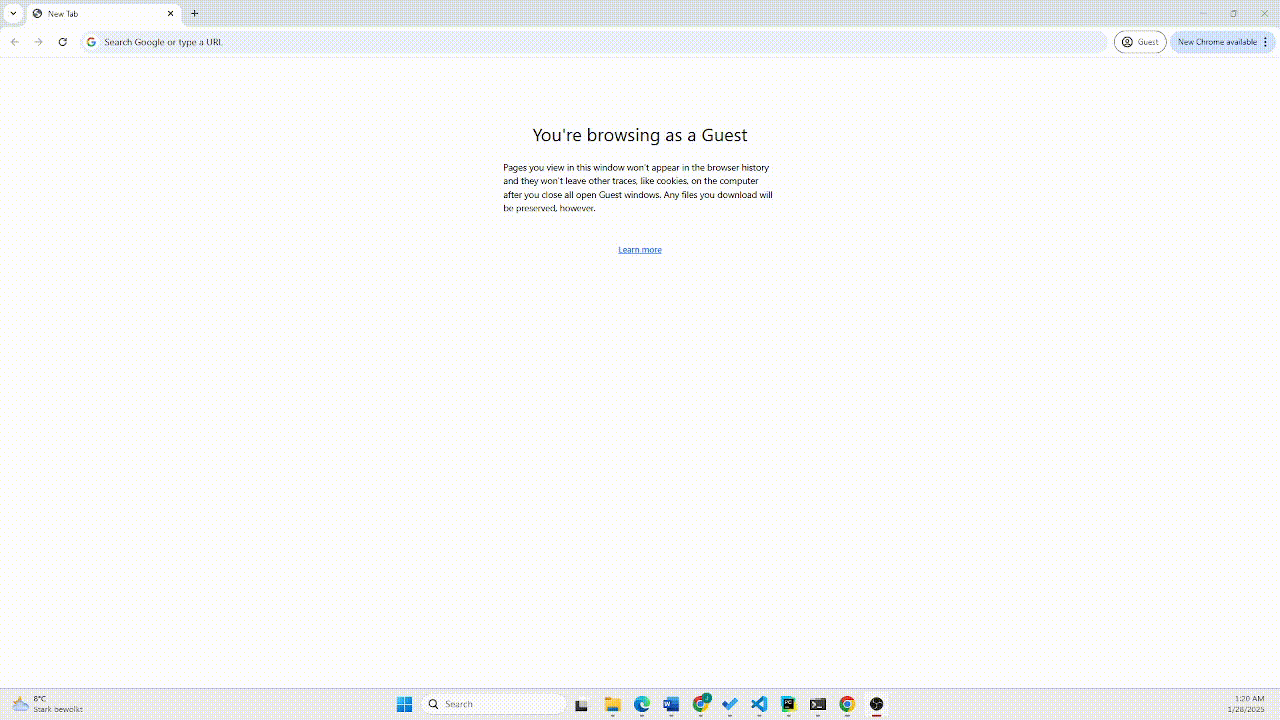 New Tab
Search Google or type a URL
Guest
New Chrome available
You're browsing as a Guest
Pages you view in this window won't appear in the browser history
and they won't leave other traces, like cookies, on the computer
after you close all open Guest windows. Any files you download will
be preserved, however.
Learn more
8°C
Stark bewölkt
Search
1:20 AM
1/28/2025